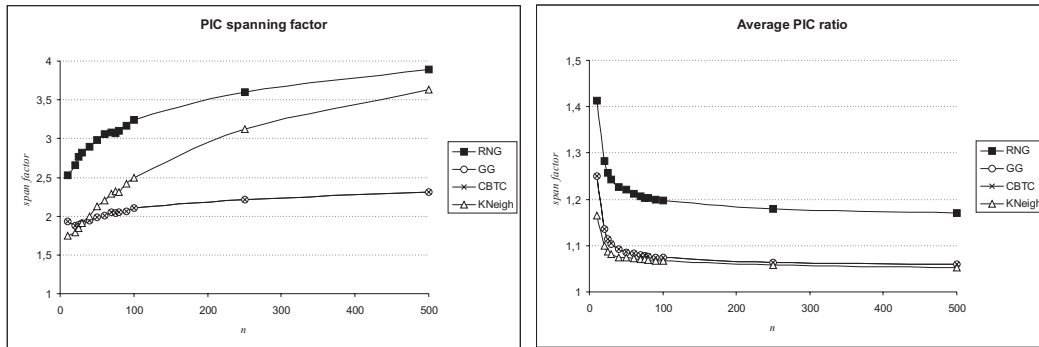 PIC spanning factor
4
3,5
3
2,5
2
1,5
1
span factor
0
100
200
300
400
500
n
RNG
GG
CBTC
KNeigh
Average PIC ratio
1,5
1,4
1,3
1,2
1,1
1
span factor
0
100
200
300
400
500
n
RNG
GG
CBTC
KNeigh